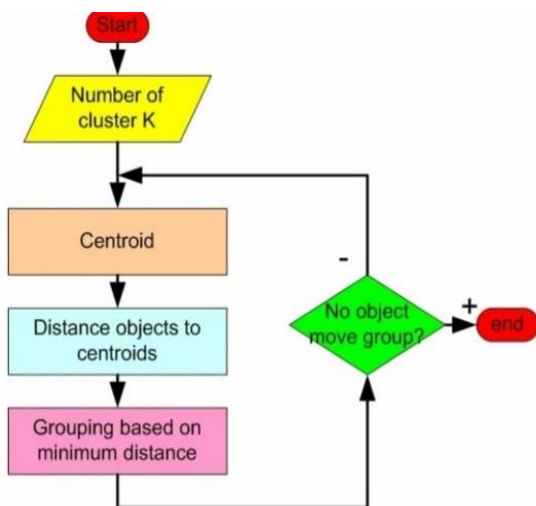 Start
Number of
cluster K
Centroid
Distance objects to
centroids
Grouping based on
minimum distance
-
No object
move group?
+
end